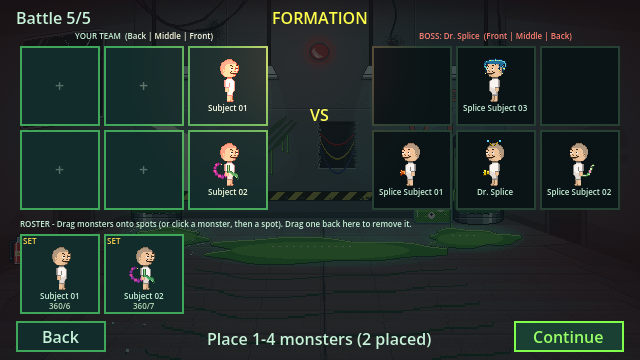 Battle 5/5
FORMATION
YOUR TEAM (Back | Middle | Front)
BOSS: Dr. Splice (Front | Middle | Back)
+
+
Subject 01
Splice Subject 03
VS
+
+
Subject 02
Splice Subject 01
Dr. Splice
Splice Subject 02
ROSTER - Drag monsters onto spots (or click a monster, then a spot). Drag one back here to remove it.
SET
SET
Subject 01
360/6
Subject 02
360/7
Back
Place 1-4 monsters (2 placed)
Continue